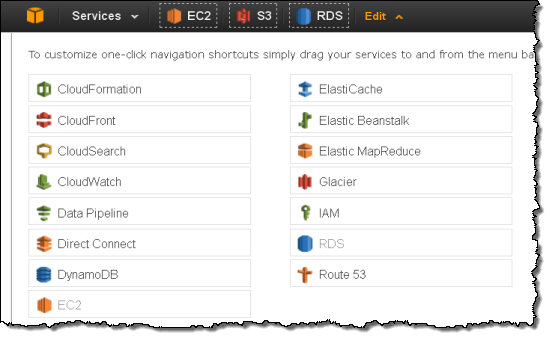 Services EC2 S3 RDS Edit
To customize one-click navigation shortcuts simply drag your services to and from the menu
CloudFormation ElastiCache
CloudFront Elastic Beanstalk
CloudSearch Elastic MapReduce
CloudWatch Glacier
Data Pipeline IAM
Direct Connect RDS
DynamoDB Route 53
EC2